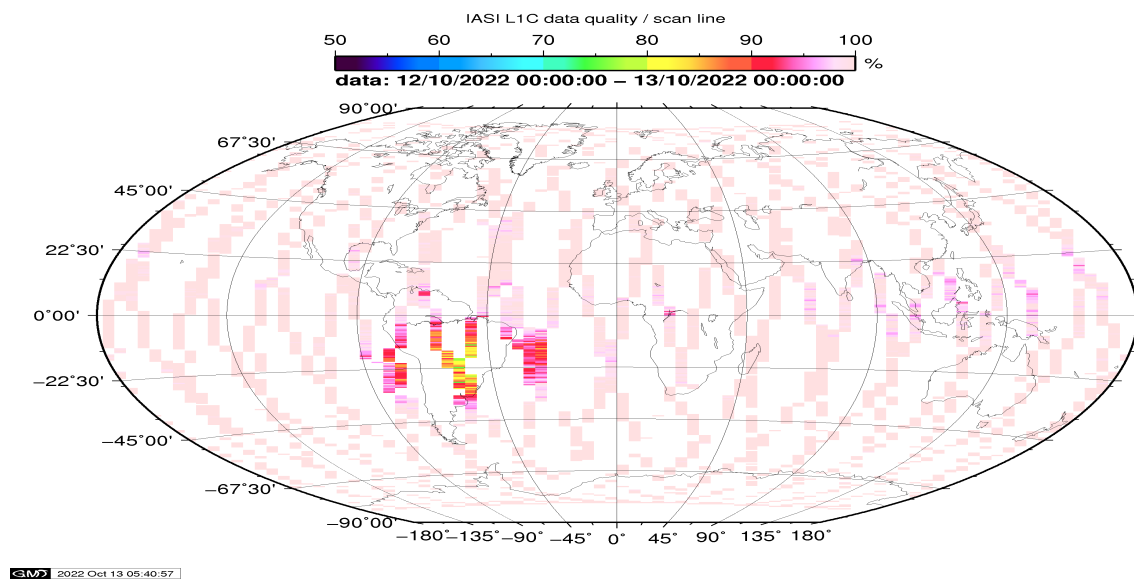 IASI L1C data quality / scan line
50 60 70 80 90 100
%
data: 12/10/2022 00:00:00 − 13/10/2022 00:00:00
90°00'
67°30'
45°00'
22°30'
0°00'
−22°30'
−45°00'
−67°30'
−90°00'
−180° −135° −90° −45° 0° 45° 90° 135° 180°
GMT 2022 Oct 13 05:40:57